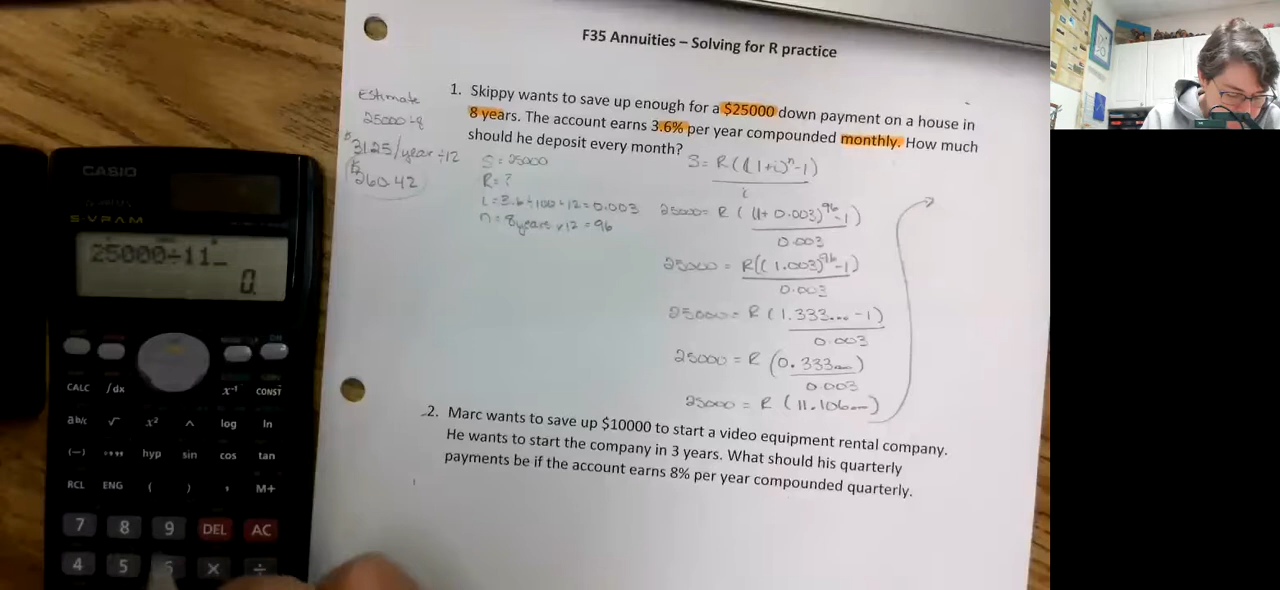 F35 Annuities – Solving for R practice
1. Skippy wants to save up enough for a $25000 down payment on a house in
8 years. The account earns 3.6% per year compounded monthly. How much
should he deposit every month?
Estimate
25000÷8
$3125/year÷12
$260.42
S = 25000
R = ?
i = 3.6÷100÷12 = 0.003
n = 8years x12 = 96
S = R((1+i)^n-1)
i
25000 = R ((1+ 0.003)^96-1)
0.003
25000 = R((1.003)^96-1)
0.003
25000 = R (1.333... -1)
0.003
25000 = R (0.333...)
0.003
25000 = R (11.106...)
2. Marc wants to save up $10000 to start a video equipment rental company.
He wants to start the company in 3 years. What should his quarterly
payments be if the account earns 8% per year compounded quarterly.
CASIO
S-V.P.A.M.
25000÷11_
0.
CALC ∫dx x⁻¹ CONST
ab/c √ x² ^ log ln
(−) °’” hyp sin cos tan
RCL ENG ( ) , M+
7 8 9 DEL AC
4 5 6 × ÷